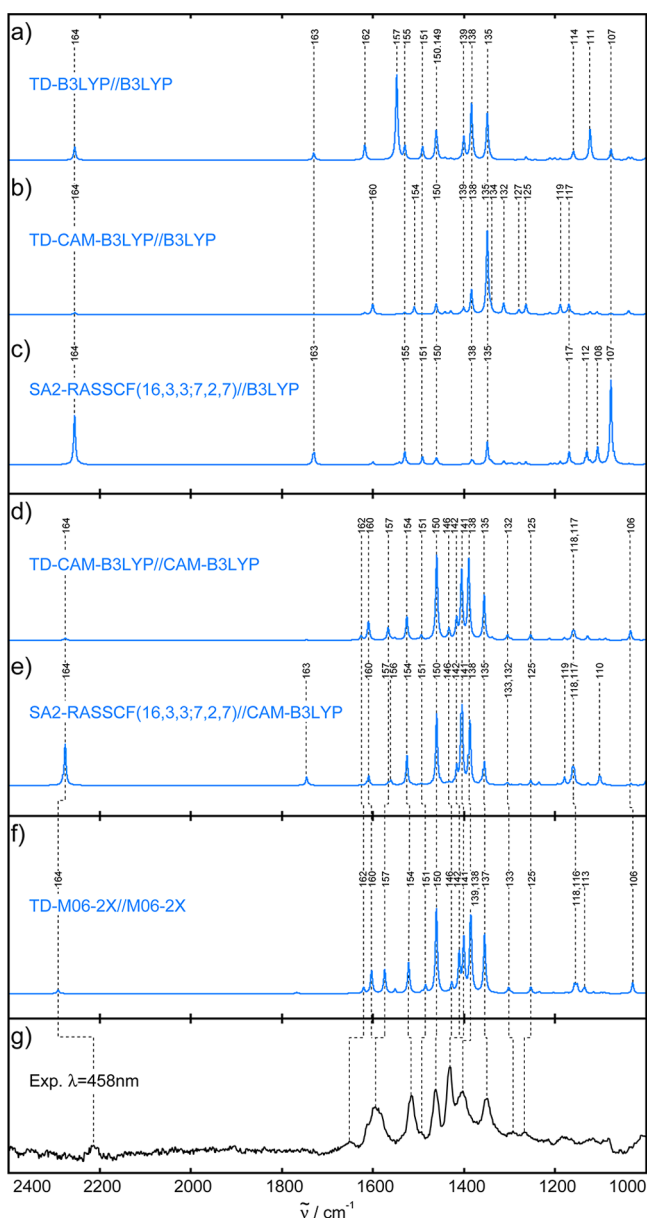 a)
164 163 162 157 155 151 150,149 139 138 135 114 111 107
TD-B3LYP//B3LYP
b)
164 160 154 150 139 138 135 134 132 127 125 119 117
TD-CAM-B3LYP//B3LYP
c)
164 163 155 151 150 138 135 117 112 108 107
SA2-RASSCF(16,3,3;7,2,7)//B3LYP
d)
164 162 160 157 154 151 150 146 142 141 138 135 132 125 118,117 106
TD-CAM-B3LYP//CAM-B3LYP
e)
164 163 160 157 156 154 151 150 146 142 141 138 135 133,132 125 119 118,117 110
SA2-RASSCF(16,3,3;7,2,7)//CAM-B3LYP
f)
164 162 160 157 154 151 150 146 142 141 139,138 137 133 125 118,116 113 106
TD-M06-2X//M06-2X
g)
Exp. λ=458nm
2400 2200 2000 1800 1600 1400 1200 1000
ν̃ / cm⁻¹